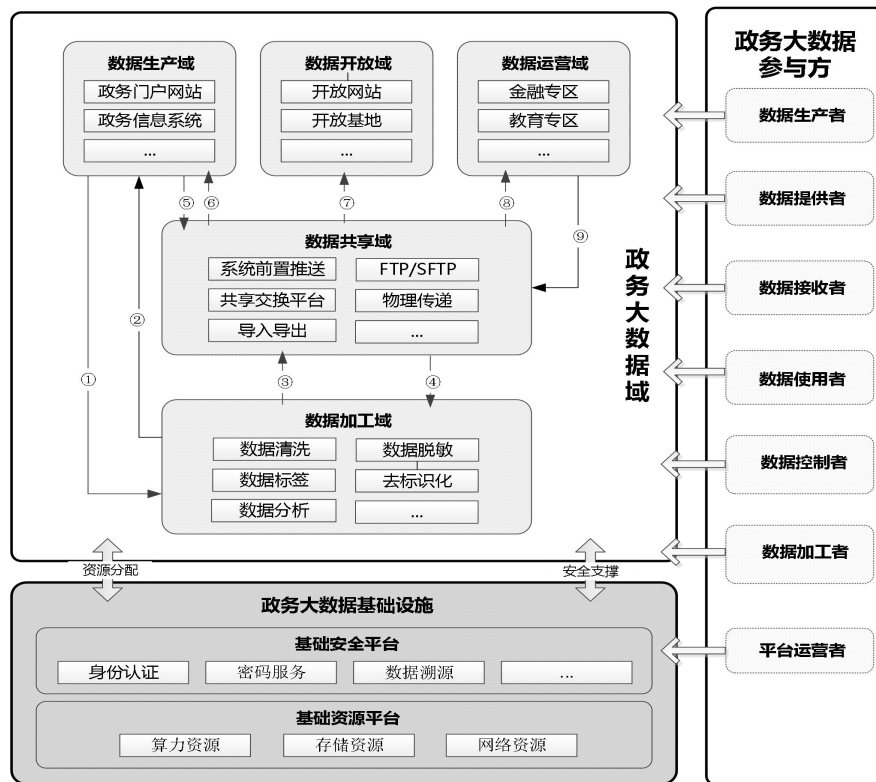 数据生产域
政务门户网站
政务信息系统
...
数据开放域
开放网站
开放基地
...
数据运营域
金融专区
教育专区
...
⑤
⑥
⑦
⑧
⑨
数据共享域
系统前置推送
FTP/SFTP
共享交换平台
物理传递
导入导出
...
①
②
③
④
数据加工域
数据清洗
数据脱敏
数据标签
去标识化
数据分析
...
政务大数据域
资源分配
安全支撑
政务大数据基础设施
基础安全平台
身份认证
密码服务
数据溯源
...
基础资源平台
算力资源
存储资源
网络资源
政务大数据
参与方
数据生产者
数据提供者
数据接收者
数据使用者
数据控制者
数据加工者
平台运营者